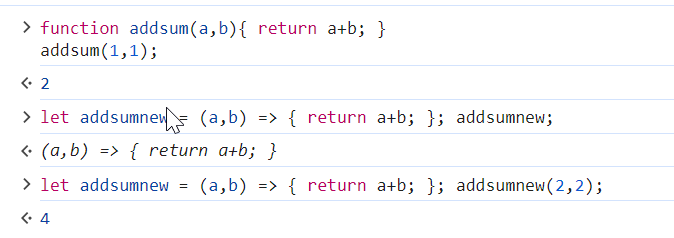 > function addsum(a,b){ return a+b; }
addsum(1,1);
2
> let addsumnew = (a,b) => { return a+b; }; addsumnew;
(a,b) => { return a+b; }
> let addsumnew = (a,b) => { return a+b; }; addsumnew(2,2);
4